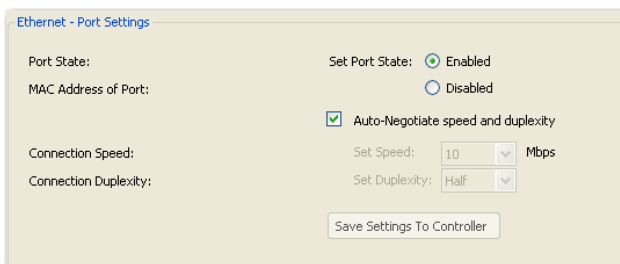 Ethernet - Port Settings
Port State: Set Port State: Enabled
MAC Address of Port: Disabled
Auto-Negotiate speed and duplexity
Connection Speed: Set Speed: 10 Mbps
Connection Duplexity: Set Duplexity: Half
Save Settings To Controller